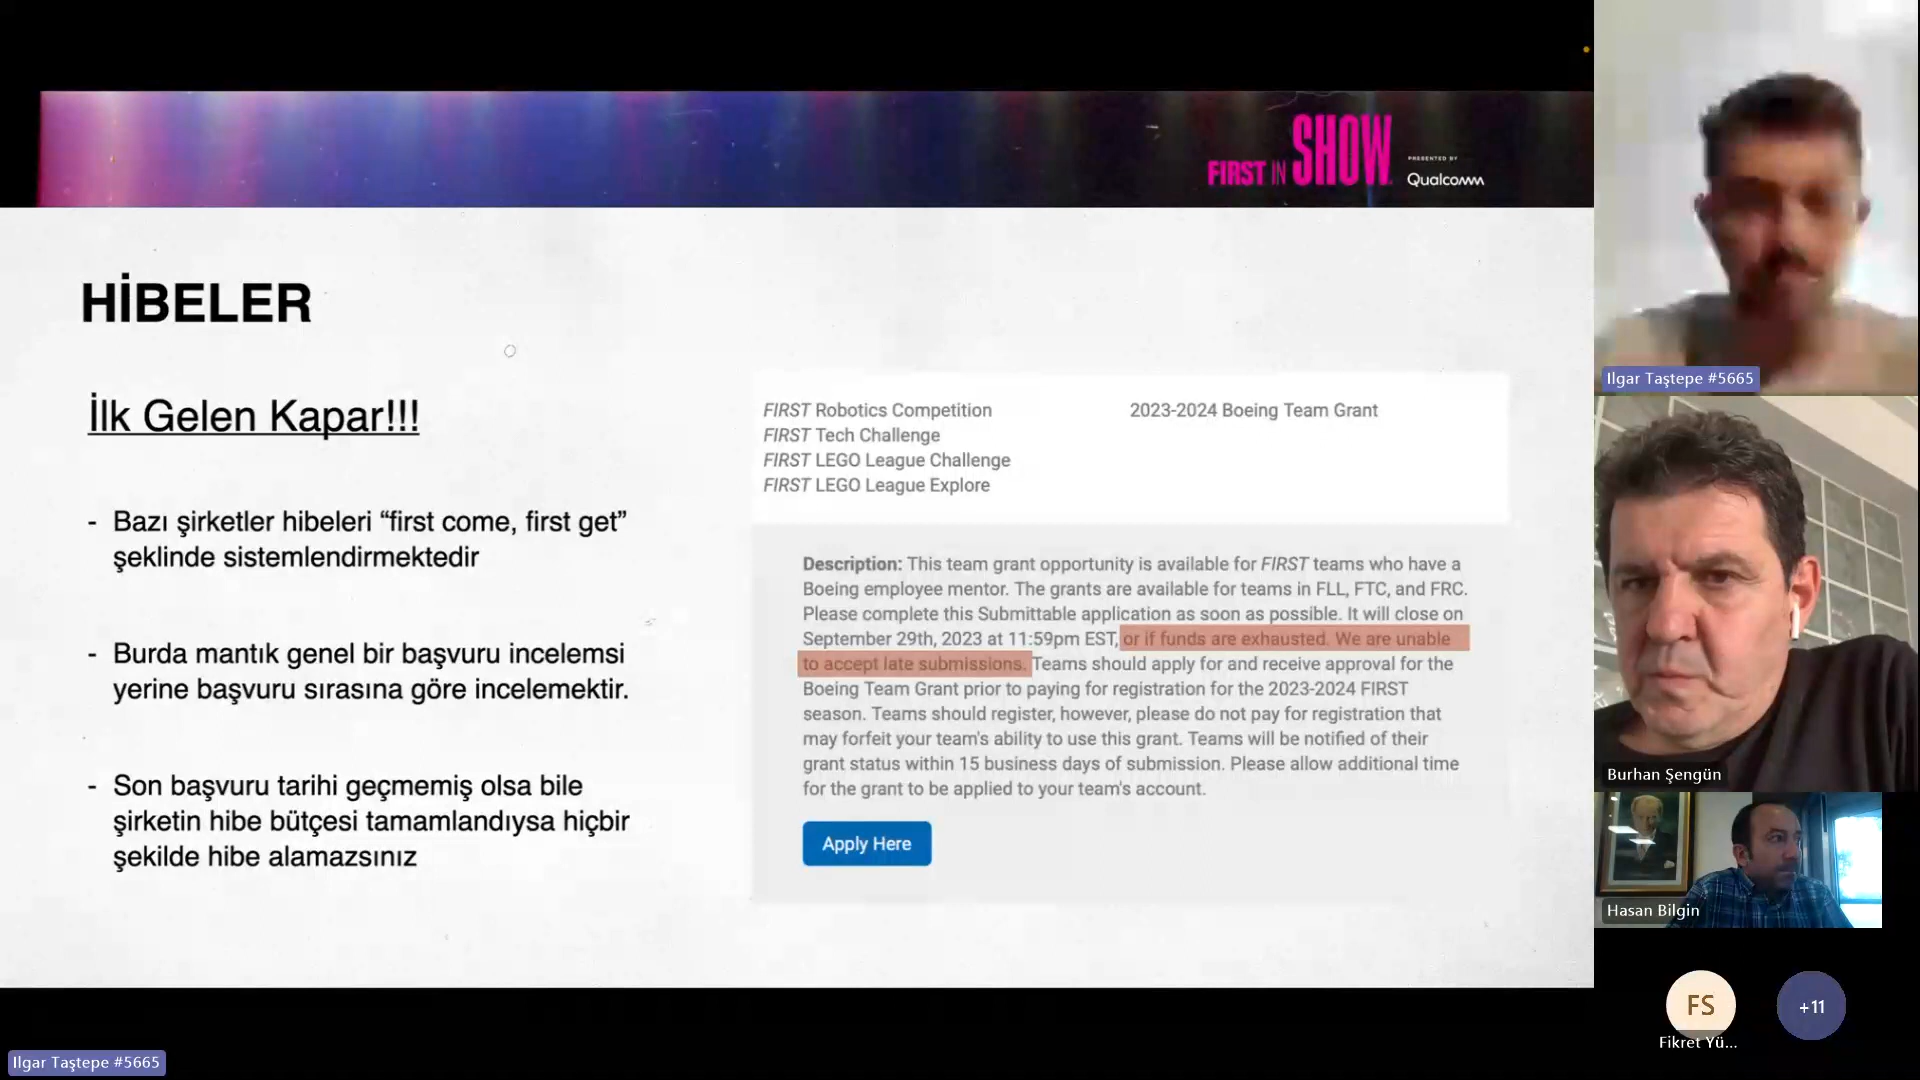 FIRST IN SHOW
PRESENTED BY
Qualcomm
HİBELER
İlk Gelen Kapar!!!
- Bazı şirketler hibeleri “first come, first get”
şeklinde sistemlendirmektedir
- Burda mantık genel bir başvuru incelemsi
yerine başvuru sırasına göre incelemektir.
- Son başvuru tarihi geçmemiş olsa bile
şirketin hibe bütçesi tamamlandıysa hiçbir
şekilde hibe alamazsınız
FIRST Robotics Competition
FIRST Tech Challenge
FIRST LEGO League Challenge
FIRST LEGO League Explore
2023-2024 Boeing Team Grant
Description: This team grant opportunity is available for FIRST teams who have a
Boeing employee mentor. The grants are available for teams in FLL, FTC, and FRC.
Please complete this Submittable application as soon as possible. It will close on
September 29th, 2023 at 11:59pm EST, or if funds are exhausted. We are unable
to accept late submissions. Teams should apply for and receive approval for the
Boeing Team Grant prior to paying for registration for the 2023-2024 FIRST
season. Teams should register, however, please do not pay for registration that
may forfeit your team's ability to use this grant. Teams will be notified of their
grant status within 15 business days of submission. Please allow additional time
for the grant to be applied to your team's account.
Apply Here
Ilgar Taştepe #5665
Burhan Şengün
Hasan Bilgin
FS
Fikret Yü...
+11
Ilgar Taştepe #5665